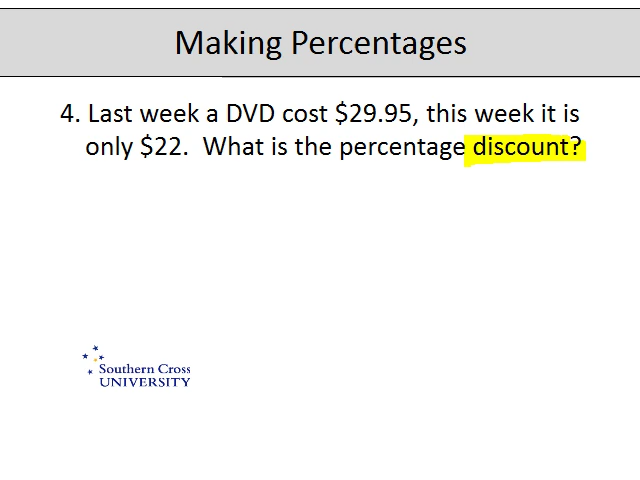 Making Percentages
4. Last week a DVD cost $29.95, this week it is
only $22.  What is the percentage discount?
Southern Cross
UNIVERSITY